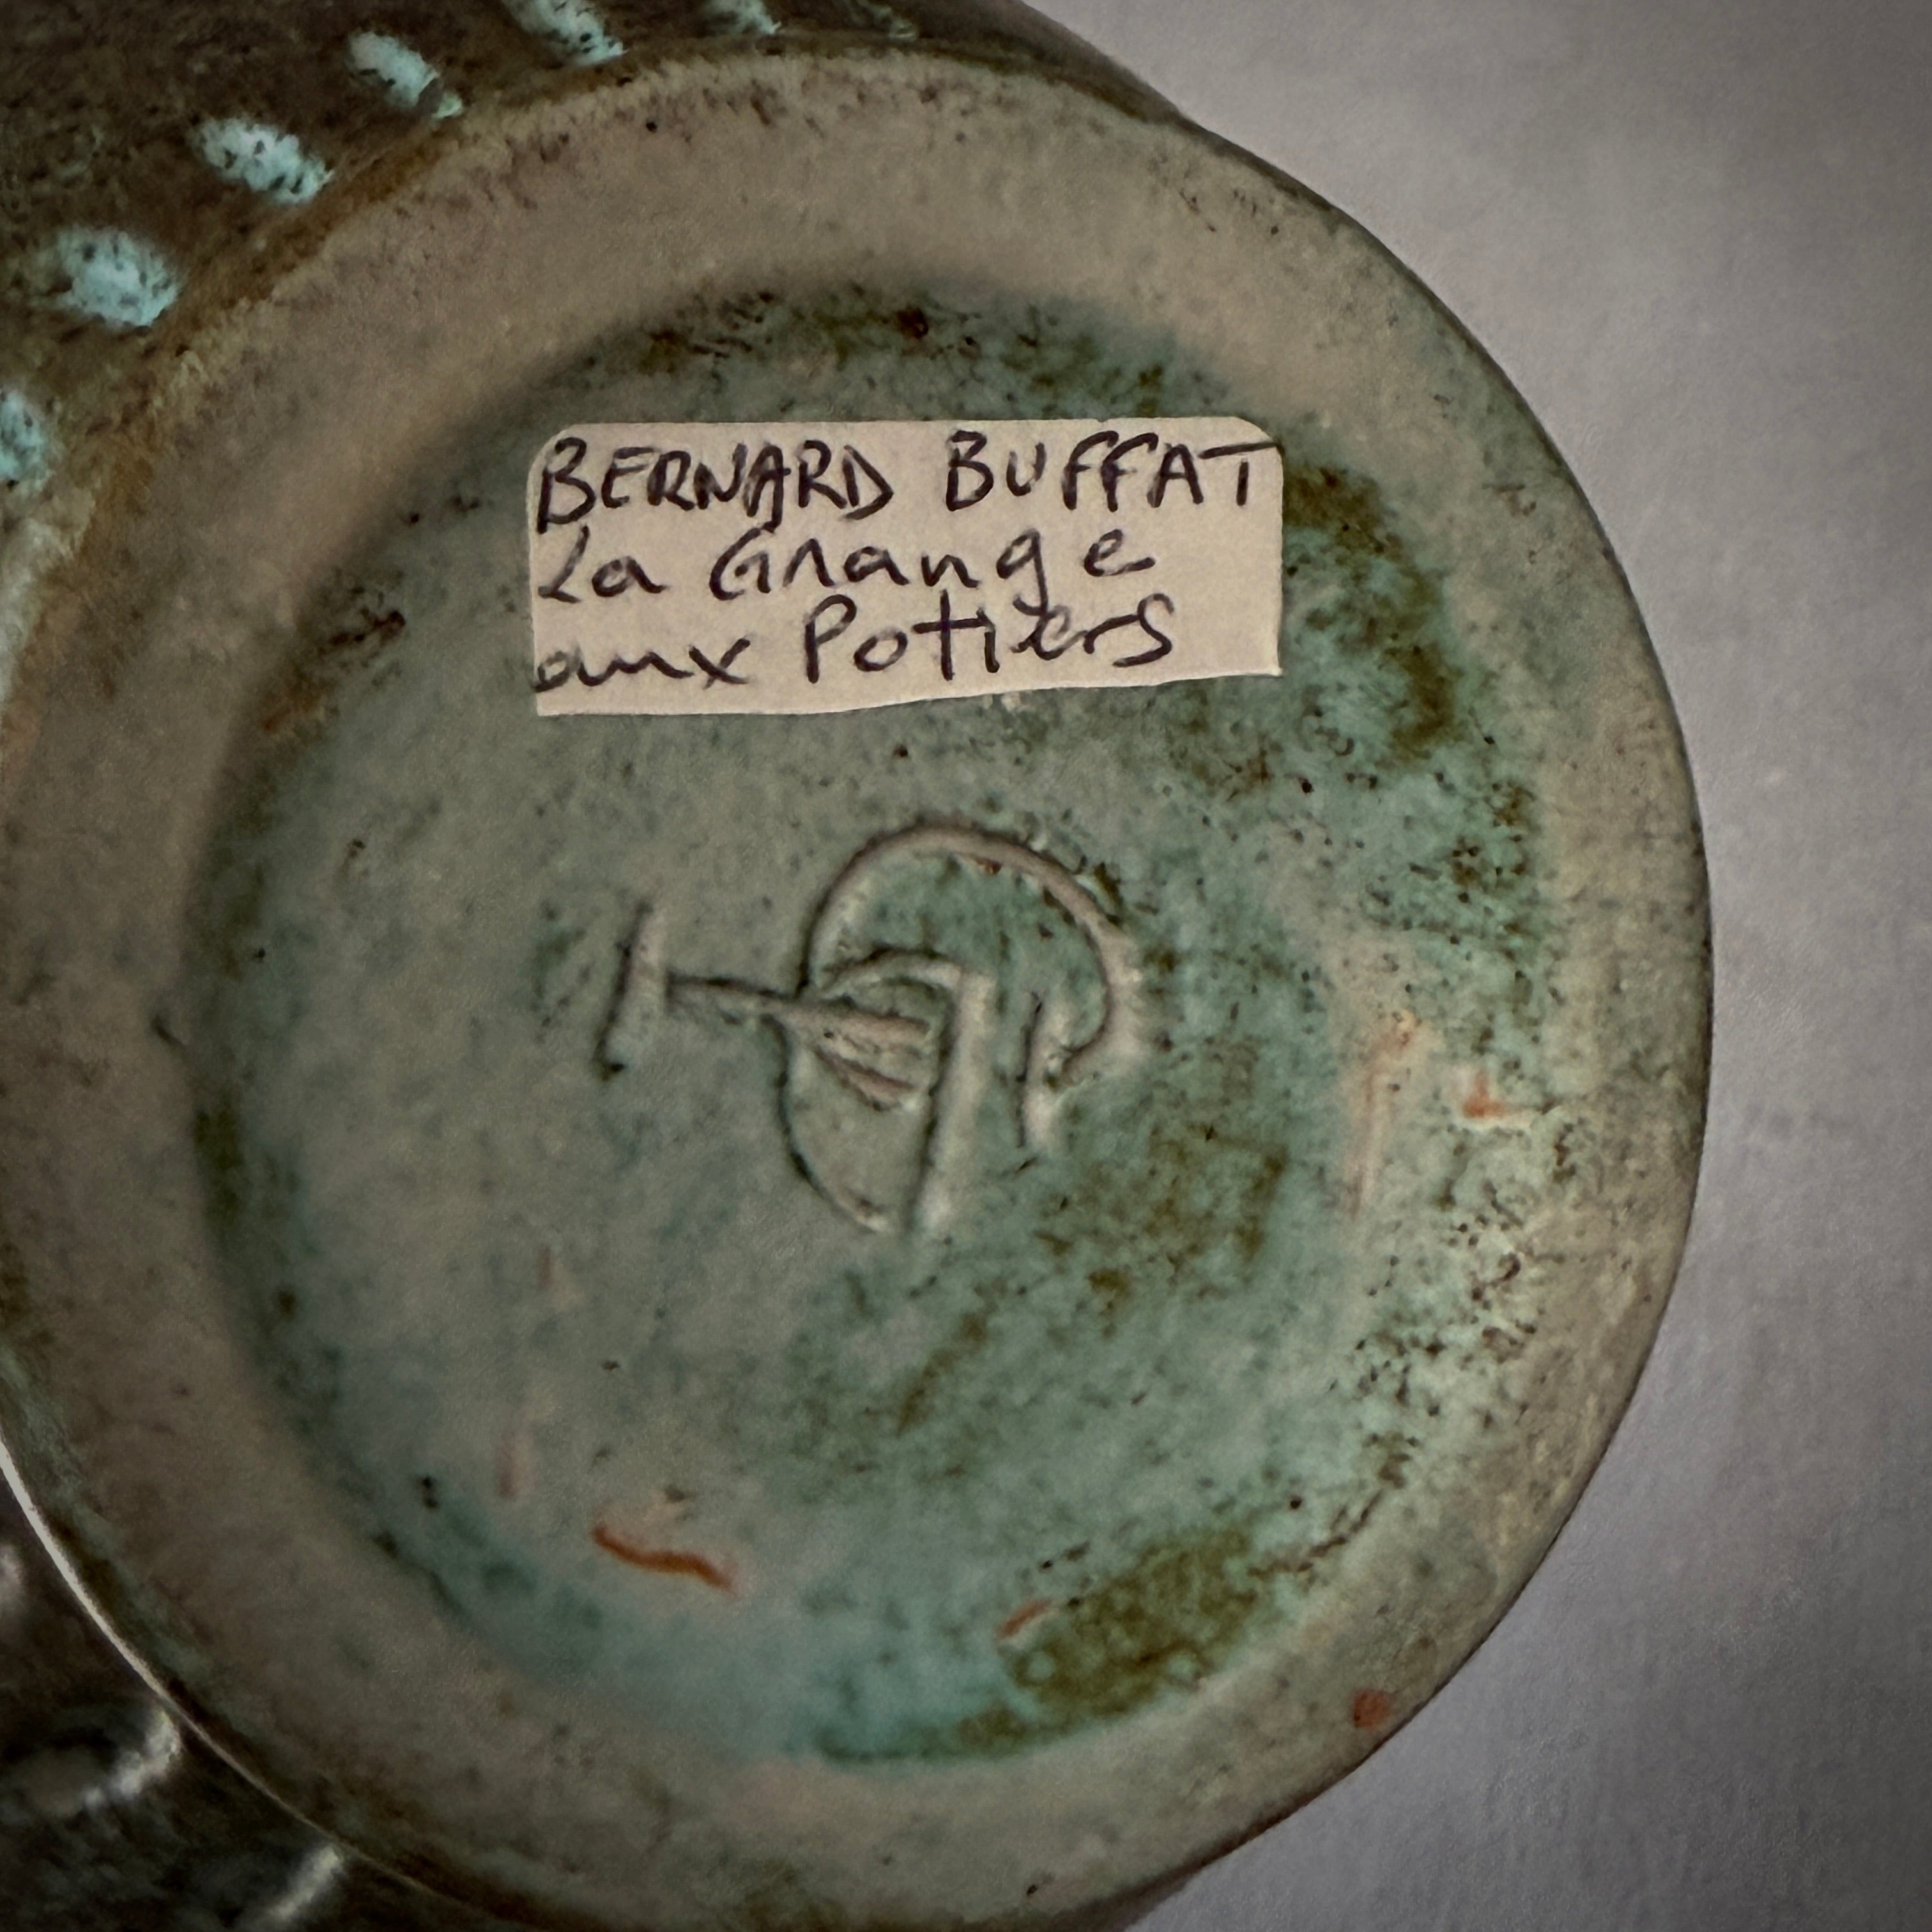 BERNARD BUFFAT
La Grange
aux Potiers